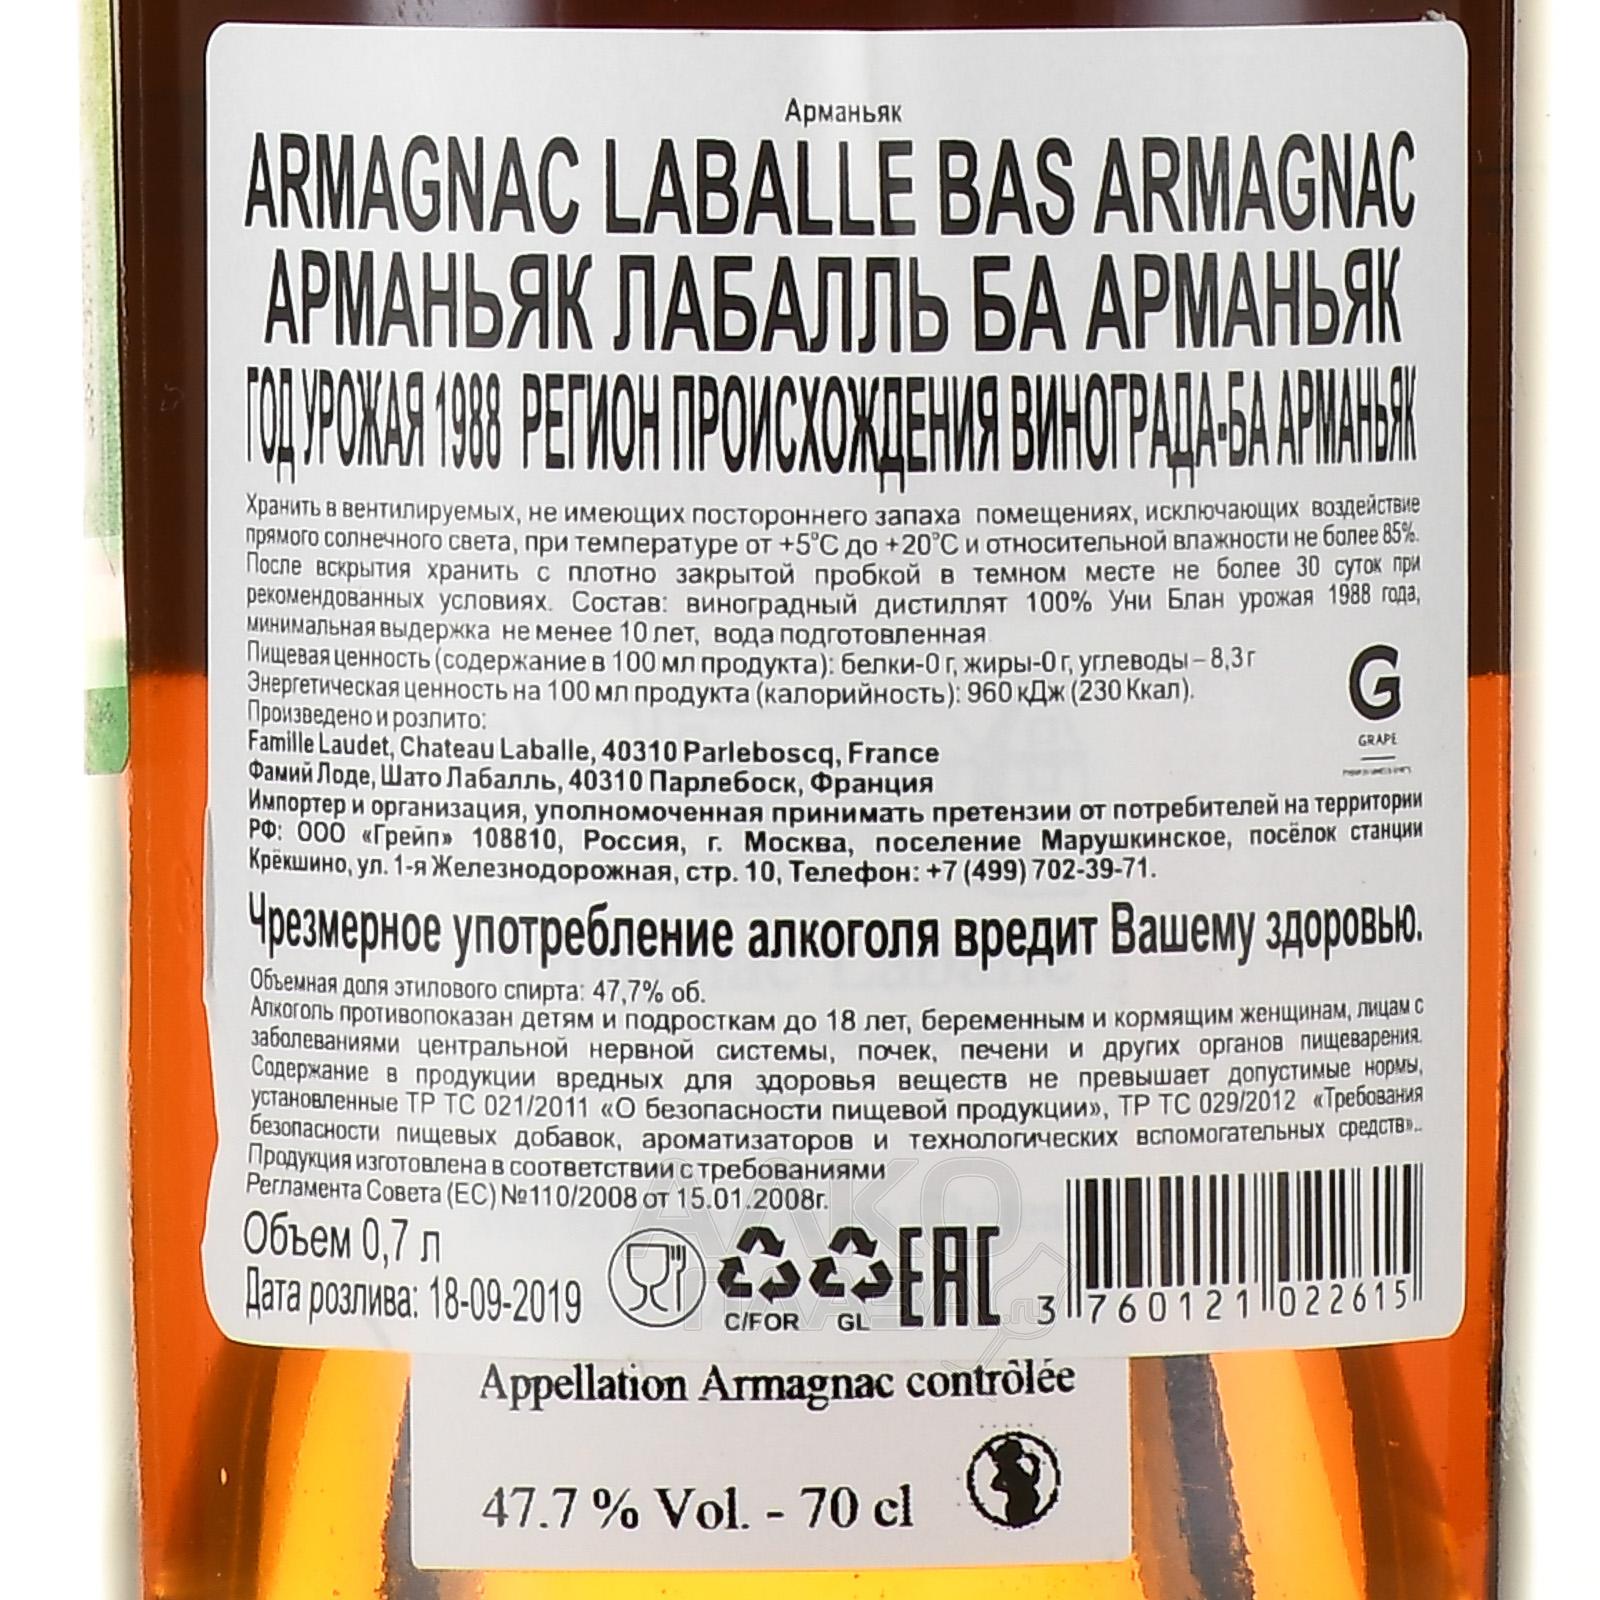 Арманьяк
ARMAGNAC LABALLE BAS ARMAGNAC
АРМАНЬЯК ЛАБАЛЛЬ БА АРМАНЬЯК
ГОД УРОЖАЯ 1988 РЕГИОН ПРОИСХОЖДЕНИЯ ВИНОГРАДА-БА АРМАНЬЯК
Хранить в вентилируемых, не имеющих постороннего запаха помещениях, исключающих воздействие
прямого солнечного света, при температуре от +5°C до +20°C и относительной влажности не более 85%.
После вскрытия хранить с плотно закрытой пробкой в темном месте не более 30 суток при
рекомендованных условиях. Состав: виноградный дистиллят 100% Уни Блан урожая 1988 года,
минимальная выдержка не менее 10 лет, вода подготовленная
Пищевая ценность (содержание в 100 мл продукта): белки-0 г, жиры-0 г, углеводы – 8,3 г
Энергетическая ценность на 100 мл продукта (калорийность): 960 кДж (230 Ккал).
Произведено и розлито:
Famille Laudet, Chateau Laballe, 40310 Parleboscq, France
Фамий Лоде, Шато Лабалль, 40310 Парлебоск, Франция
G
GRAPE
Импортер и организация, уполномоченная принимать претензии от потребителей на территории
РФ: ООО «Грейп» 108810, Россия, г. Москва, поселение Марушкинское, посёлок станции
Крёкшино, ул. 1-я Железнодорожная, стр. 10, Телефон: +7 (499) 702-39-71.
Чрезмерное употребление алкоголя вредит Вашему здоровью.
Объемная доля этилового спирта: 47,7% об.
Алкоголь противопоказан детям и подросткам до 18 лет, беременным и кормящим женщинам, лицам с
заболеваниями центральной нервной системы, почек, печени и других органов пищеварения.
Содержание в продукции вредных для здоровья веществ не превышает допустимые нормы,
установленные ТР ТС 021/2011 «О безопасности пищевой продукции», ТР ТС 029/2012 «Требования
безопасности пищевых добавок, ароматизаторов и технологических вспомогательных средств»..
Продукция изготовлена в соответствии с требованиями
Регламента Совета (ЕС) №110/2008 от 15.01.2008г.
Объем 0,7 л
Дата розлива: 18-09-2019
C/FOR GL EAC
3 760121 022615
АЛКО
ПЛАЗА.ru
Appellation Armagnac contrôlée
47.7 % Vol. - 70 cl